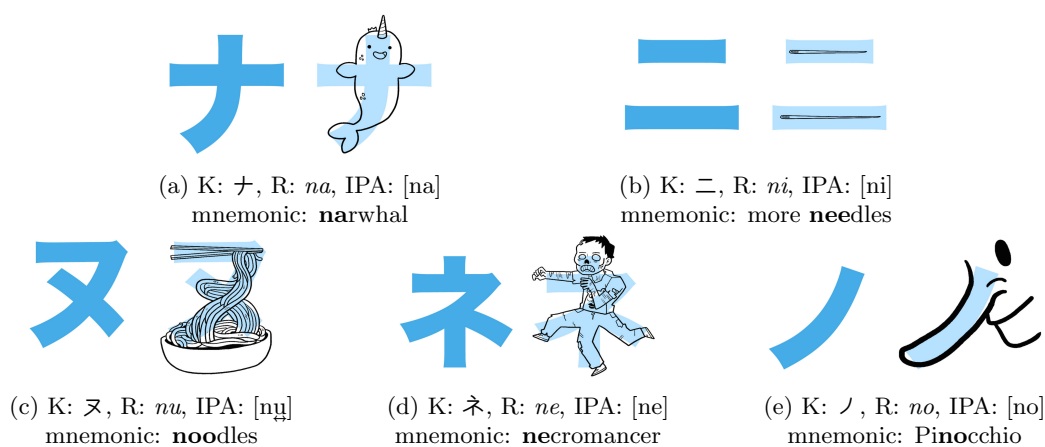 ナ
(a) K: ナ, R: na, IPA: [na]
mnemonic: narwhal
ニ
(b) K: ニ, R: ni, IPA: [ni]
mnemonic: more needles
ヌ
(c) K: ヌ, R: nu, IPA: [nu͍]
mnemonic: noodles
ネ
(d) K: ネ, R: ne, IPA: [ne]
mnemonic: necromancer
ノ
(e) K: ノ, R: no, IPA: [no]
mnemonic: Pinocchio